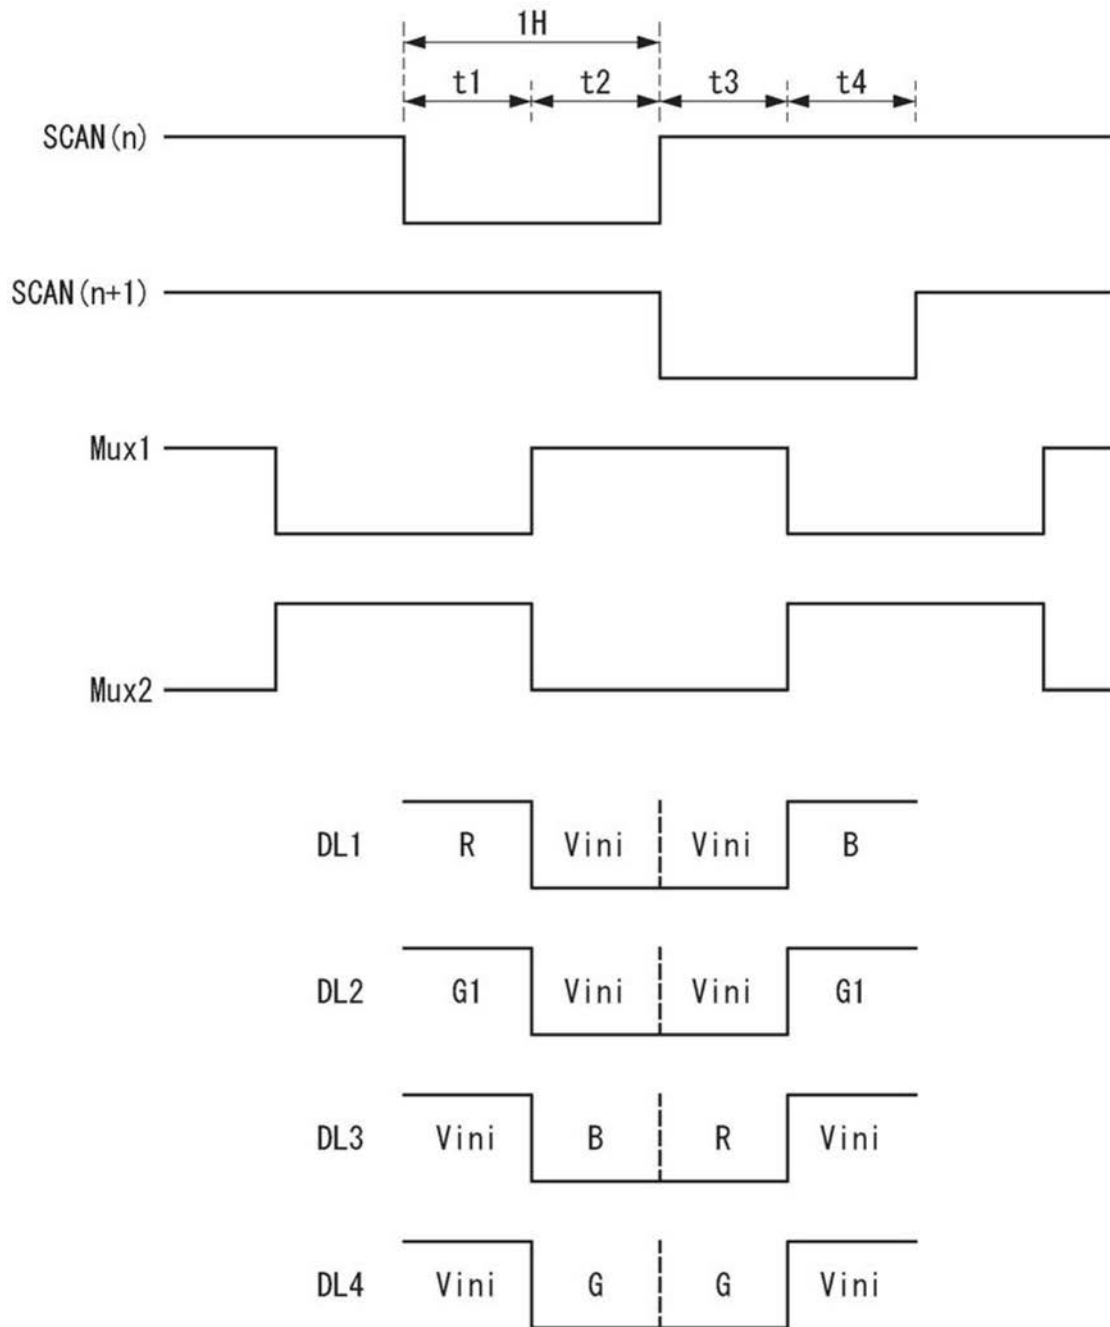 1H
t1 t2 t3 t4
SCAN(n)
SCAN(n+1)
Mux1
Mux2
DL1 R Vini Vini B
DL2 G1 Vini Vini G1
DL3 Vini B R Vini
DL4 Vini G G Vini